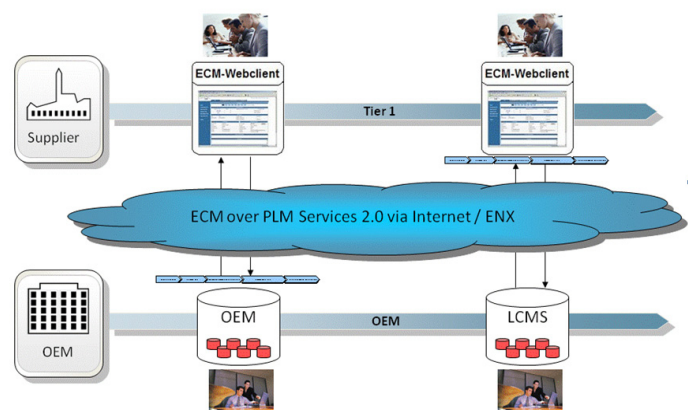 ECM-Webclient
ECM-Webclient
Supplier
Tier 1
ECM over PLM Services 2.0 via Internet / ENX
OEM
OEM
OEM
LCMS